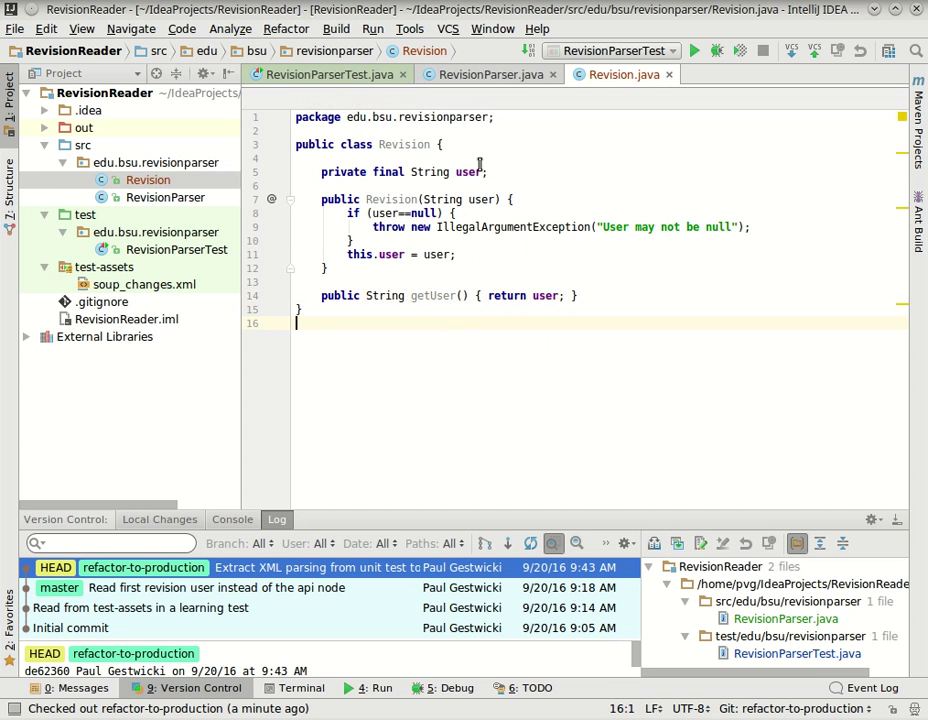 RevisionReader - [~/IdeaProjects/RevisionReader] - [RevisionReader] - ~/IdeaProjects/RevisionReader/src/edu/bsu/revisionparser/Revision.java - IntelliJ IDEA ...
File Edit View Navigate Code Analyze Refactor Build Run Tools VCS Window Help
RevisionReader src edu bsu revisionparser Revision RevisionParserTest VCS VCS
Project RevisionParserTest.java RevisionParser.java Revision.java
1: Project
7: Structure
2: Favorites
Maven Projects
Ant Build
RevisionReader ~/IdeaProjects/
.idea
out
src
edu.bsu.revisionparser
Revision
RevisionParser
test
edu.bsu.revisionparser
RevisionParserTest
test-assets
soup_changes.xml
.gitignore
RevisionReader.iml
External Libraries
1 package edu.bsu.revisionparser;
2
3 public class Revision {
4
5 private final String user;
6
7 @ public Revision(String user) {
8 if (user==null) {
9 throw new IllegalArgumentException("User may not be null");
10 }
11 this.user = user;
12 }
13
14 public String getUser() { return user; }
15 }
16
Version Control: Local Changes Console Log
Branch: All User: All Date: All Paths: All
HEAD refactor-to-production Extract XML parsing from unit test to Paul Gestwicki 9/20/16 9:43 AM
master Read first revision user instead of the api node Paul Gestwicki 9/20/16 9:18 AM
Read from test-assets in a learning test Paul Gestwicki 9/20/16 9:14 AM
Initial commit Paul Gestwicki 9/20/16 9:05 AM
HEAD refactor-to-production
de62360 Paul Gestwicki on 9/20/16 at 9:43 AM
RevisionReader 2 files
/home/pvg/IdeaProjects/RevisionReade
src/edu/bsu/revisionparser 1 file
RevisionParser.java
test/edu/bsu/revisionparser 1 file
RevisionParserTest.java
0: Messages 9: Version Control Terminal 4: Run 5: Debug 6: TODO Event Log
Checked out refactor-to-production (a minute ago) 16:1 LF UTF-8 Git: refactor-to-production